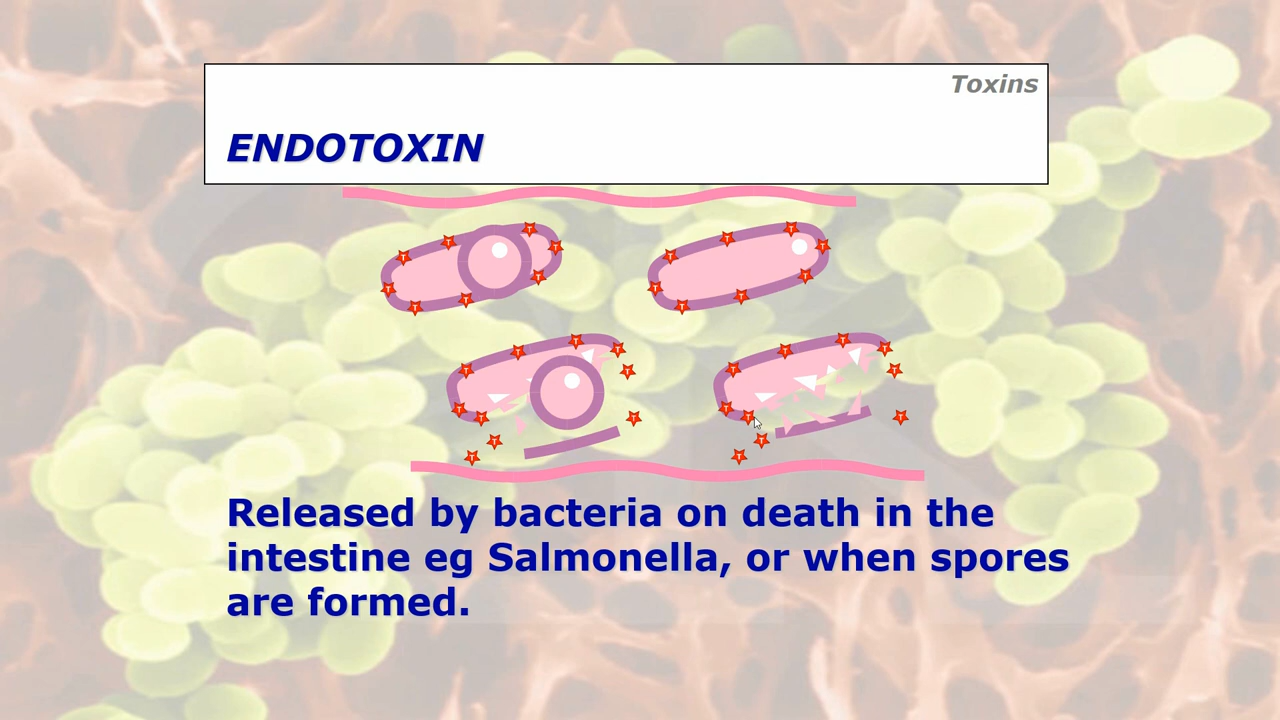 Toxins
ENDOTOXIN
T T T T T T T T T
T T T T T T T T
T T T T T T T T T T
T T T T T T T T T T
Released by bacteria on death in the
intestine eg Salmonella, or when spores
are formed.